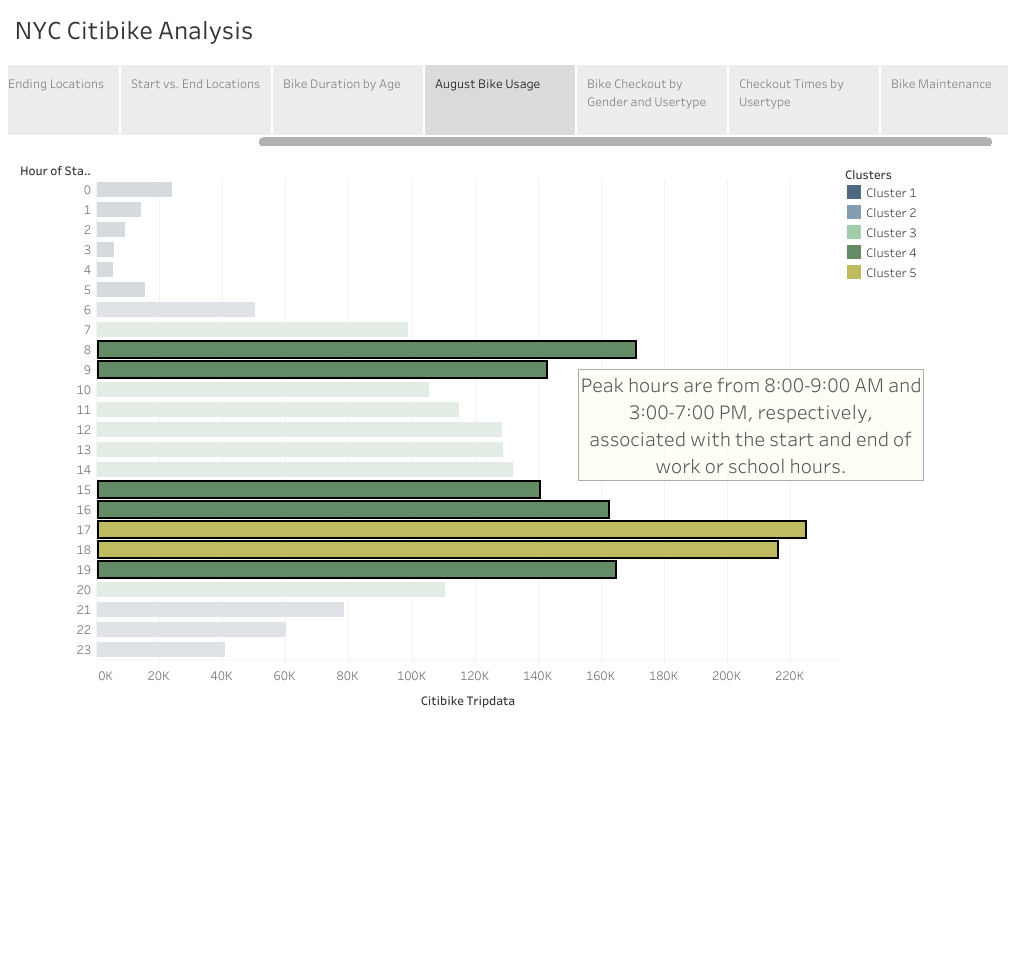 NYC Citibike Analysis
Ending Locations
Start vs. End Locations
Bike Duration by Age
August Bike Usage
Bike Checkout by
Gender and Usertype
Checkout Times by
Usertype
Bike Maintenance
Hour of Sta..
0
1
2
3
4
5
6
7
8
9
10
11
12
13
14
15
16
17
18
19
20
21
22
23
Peak hours are from 8:00-9:00 AM and
3:00-7:00 PM, respectively,
associated with the start and end of
work or school hours.
0K 20K 40K 60K 80K 100K 120K 140K 160K 180K 200K 220K
Citibike Tripdata
Clusters
Cluster 1
Cluster 2
Cluster 3
Cluster 4
Cluster 5